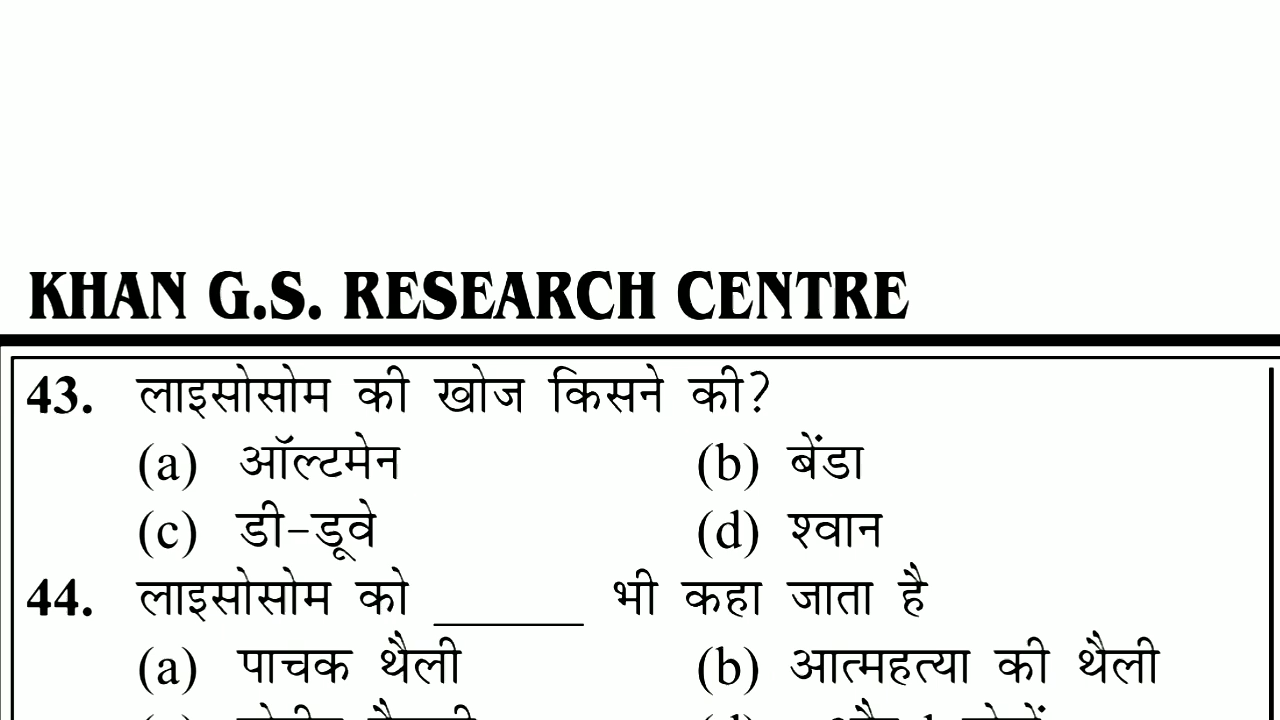 KHAN G.S. RESEARCH CENTRE
43. लाइसोसोम की खोज किसने की?
(a) ऑल्टमेन (b) बेंडा
(c) डी-डूवे (d) श्वान
44. लाइसोसोम को ______ भी कहा जाता है
(a) पाचक थैली (b) आत्महत्या की थैली